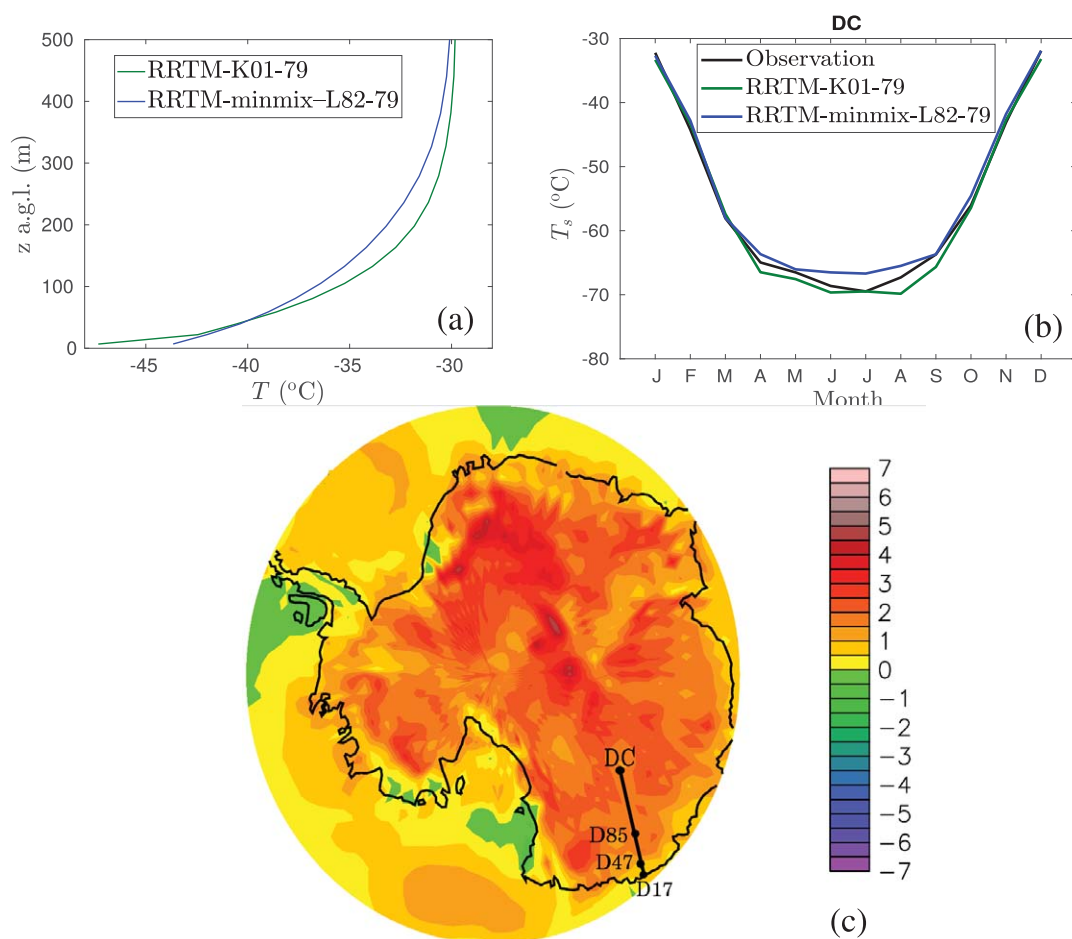 500
400
300
200
100
0
z a.g.l. (m)
RRTM-K01-79
RRTM-minmix–L82-79
(a)
-45
-40
-35
-30
T (°C)
DC
-30
-40
-50
-60
-70
-80
T_s (°C)
Observation
RRTM-K01-79
RRTM-minmix-L82-79
(b)
J F M A M J J A S O N D
Month
DC
D85
D47
D17
7
6
5
4
3
2
1
0
−1
−2
−3
−4
−5
−6
−7
(c)